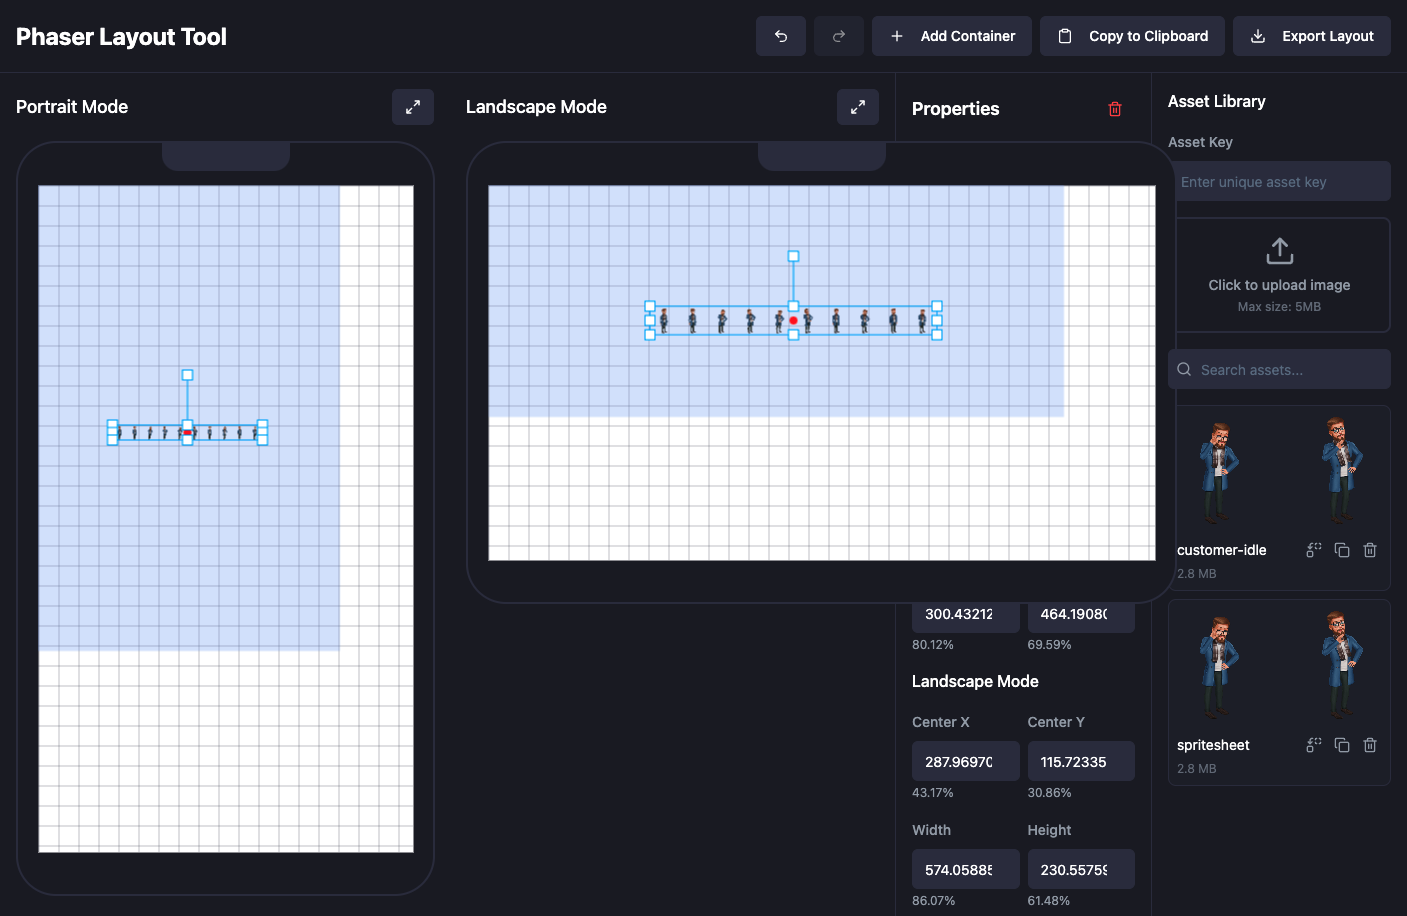 Phaser Layout Tool
Add Container
Copy to Clipboard
Export Layout
Portrait Mode
Landscape Mode
Properties
Asset Library
Asset Key
Enter unique asset key
Click to upload image
Max size: 5MB
Search assets...
customer-idle
2.8 MB
spritesheet
2.8 MB
300.43212
464.1908
80.12%
69.59%
Landscape Mode
Center X
Center Y
287.9697
115.72335
43.17%
30.86%
Width
Height
574.0588
230.5575
86.07%
61.48%